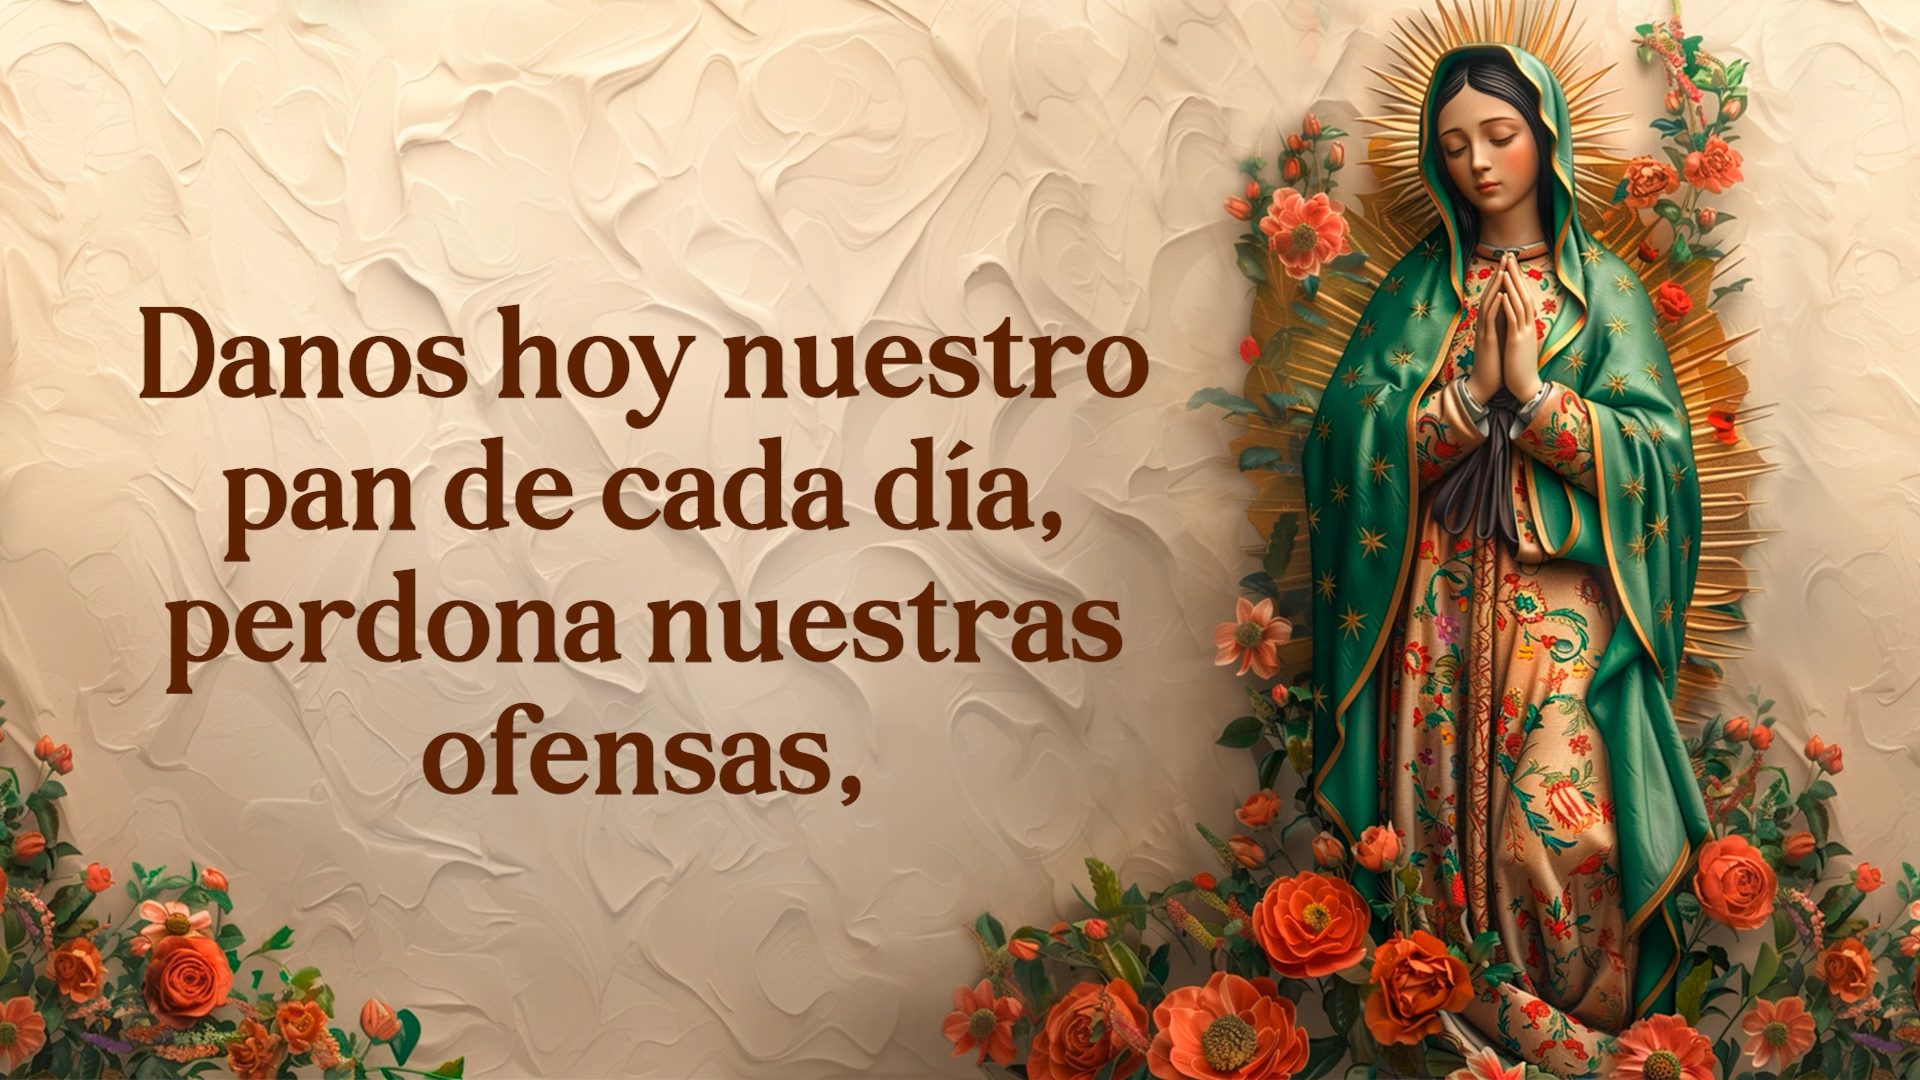 Danos hoy nuestro
pan de cada día,
perdona nuestras
ofensas,